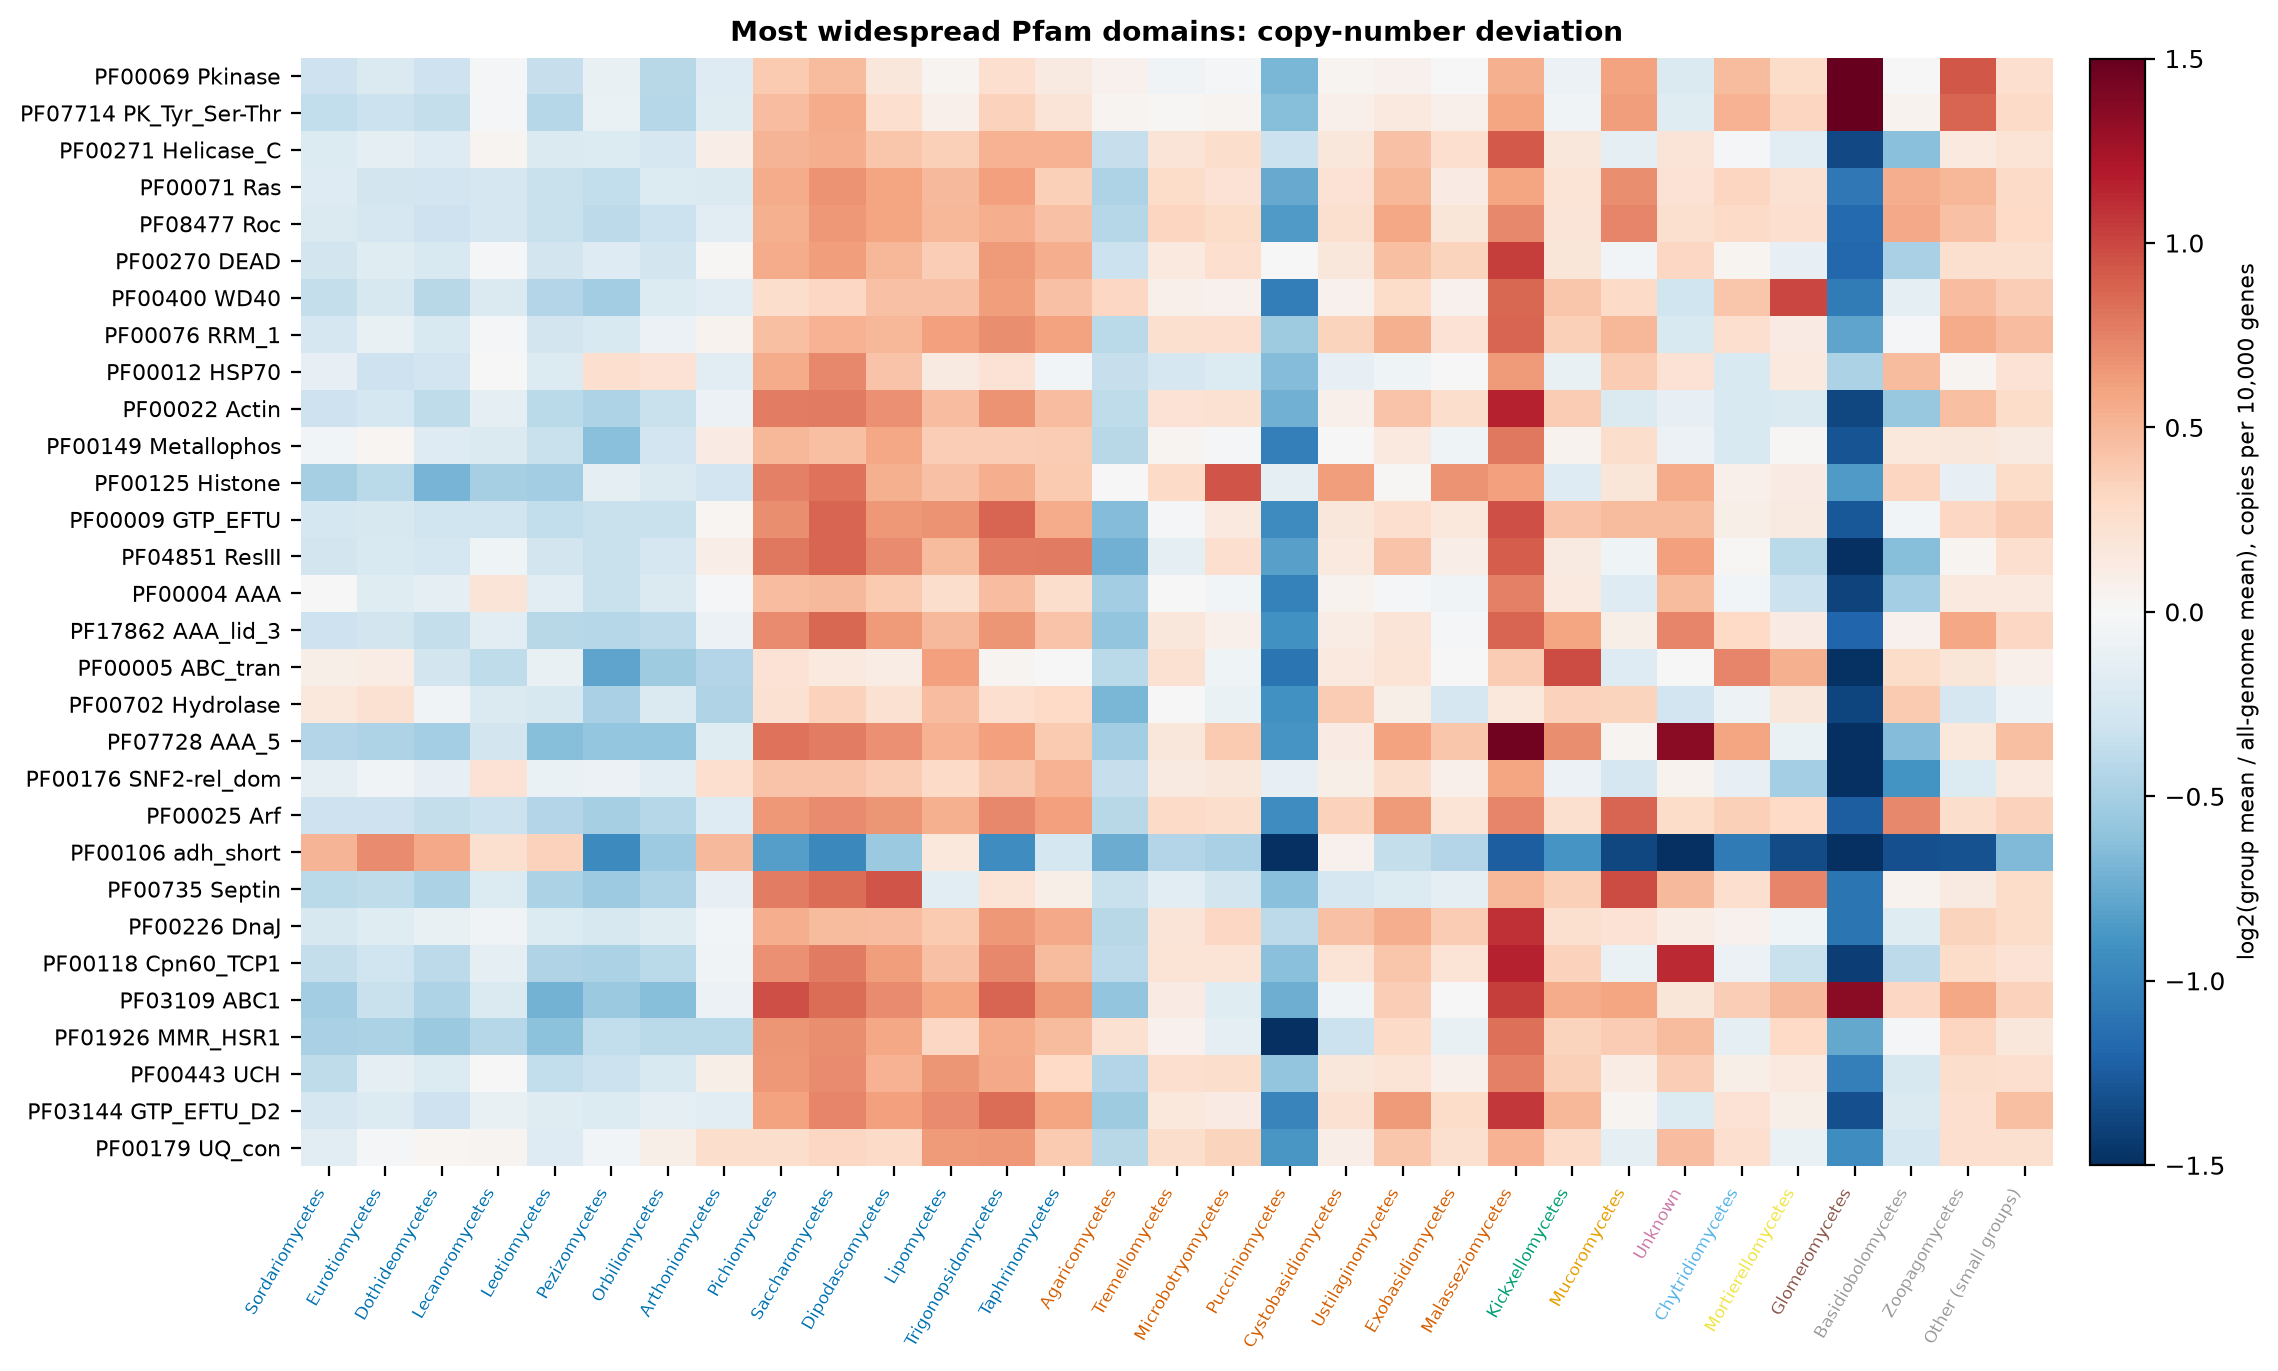 Most widespread Pfam domains: copy-number deviation
PF00069 Pkinase
PF07714 PK_Tyr_Ser-Thr
PF00271 Helicase_C
PF00071 Ras
PF08477 Roc
PF00270 DEAD
PF00400 WD40
PF00076 RRM_1
PF00012 HSP70
PF00022 Actin
PF00149 Metallophos
PF00125 Histone
PF00009 GTP_EFTU
PF04851 ResIII
PF00004 AAA
PF17862 AAA_lid_3
PF00005 ABC_tran
PF00702 Hydrolase
PF07728 AAA_5
PF00176 SNF2-rel_dom
PF00025 Arf
PF00106 adh_short
PF00735 Septin
PF00226 DnaJ
PF00118 Cpn60_TCP1
PF03109 ABC1
PF01926 MMR_HSR1
PF00443 UCH
PF03144 GTP_EFTU_D2
PF00179 UQ_con
Sordariomycetes
Eurotiomycetes
Dothideomycetes
Lecanoromycetes
Leotiomycetes
Pezizomycetes
Orbiliomycetes
Arthoniomycetes
Pichiomycetes
Saccharomycetes
Dipodascomycetes
Lipomycetes
Trigonopsidomycetes
Taphrinomycetes
Agaricomycetes
Tremellomycetes
Microbotryomycetes
Pucciniomycetes
Cystobasidiomycetes
Ustilaginomycetes
Exobasidiomycetes
Malasseziomycetes
Kickxellomycetes
Mucoromycetes
Unknown
Chytridiomycetes
Mortierellomycetes
Glomeromycetes
Basidiobolomycetes
Zoopagomycetes
Other (small groups)
1.5
1.0
0.5
0.0
−0.5
−1.0
−1.5
log2(group mean / all-genome mean), copies per 10,000 genes